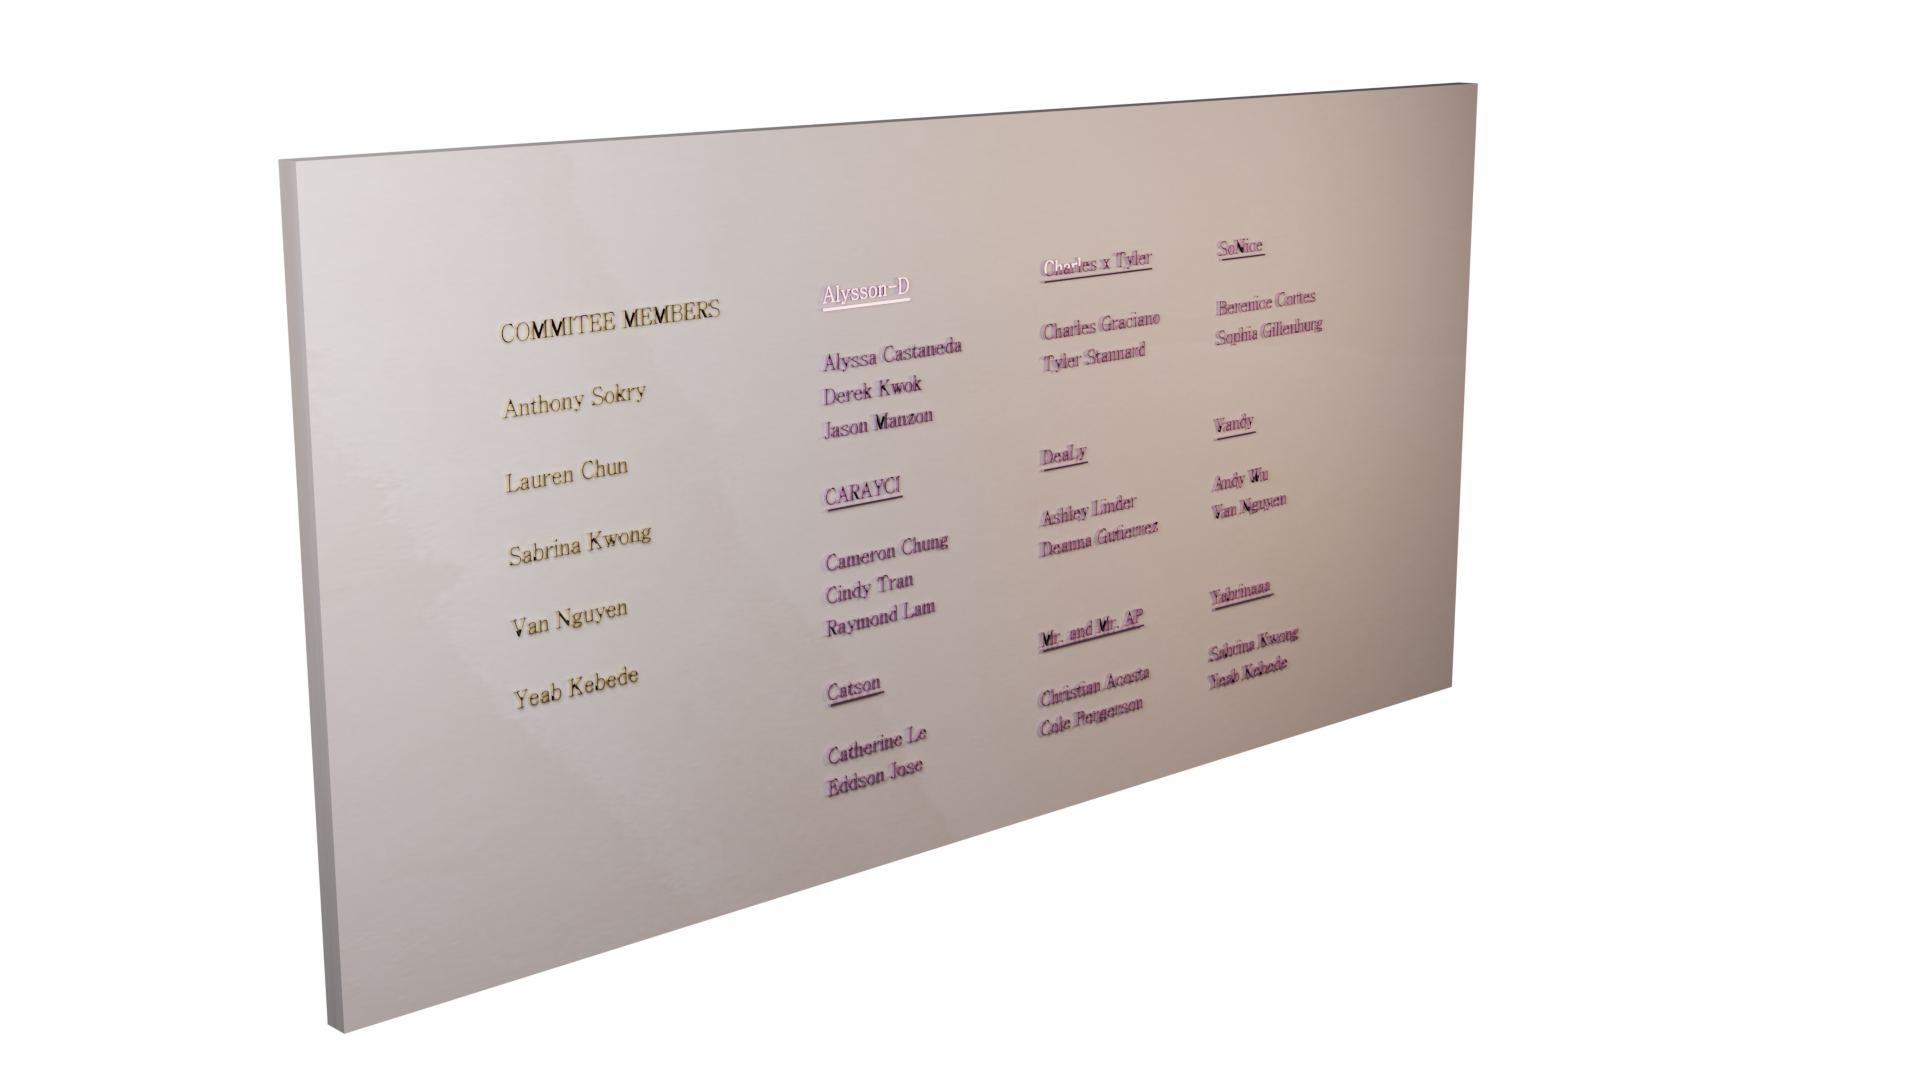 COMMITEE MEMBERS
Anthony Sokry
Lauren Chun
Sabrina Kwong
Van Nguyen
Yeab Kebede
Alysson-D
Alyssa Castaneda
Derek Kwok
Jason Manzon
CARAYCI
Cameron Chung
Cindy Tran
Raymond Lam
Catson
Catherine Le
Eddson Jose
Charles x Tyler
Charles Graciano
Tyler Stannard
DeaLy
Ashley Linder
Deanna Gutierrez
Mr. and Mr. AP
Christian Acosta
Cole
SoNice
Berenice Cortes
Sophia Gillenburg
Vandy
Andy Wu
Van Nguyen
Yabrinaaa
Sabrina Kwong
Yeab Kebede